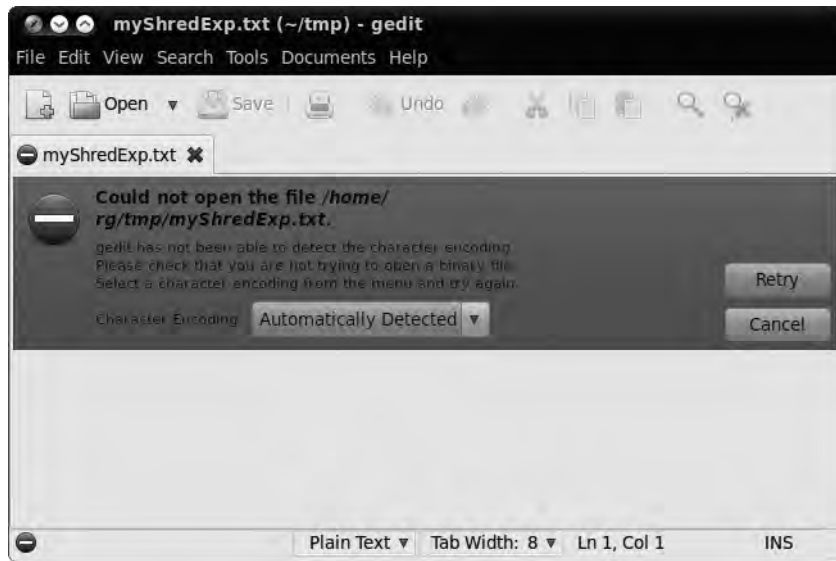 myShredExp.txt (~/tmp) - gedit
File Edit View Search Tools Documents Help
Open Save Undo
myShredExp.txt
Could not open the file /home/
rg/tmp/myShredExp.txt.
gedit has not been able to detect the character encoding.
Please check that you are not trying to open a binary file.
Select a character encoding from the menu and try again.
Retry
Character Encoding Automatically Detected
Cancel
Plain Text Tab Width: 8 Ln 1, Col 1 INS